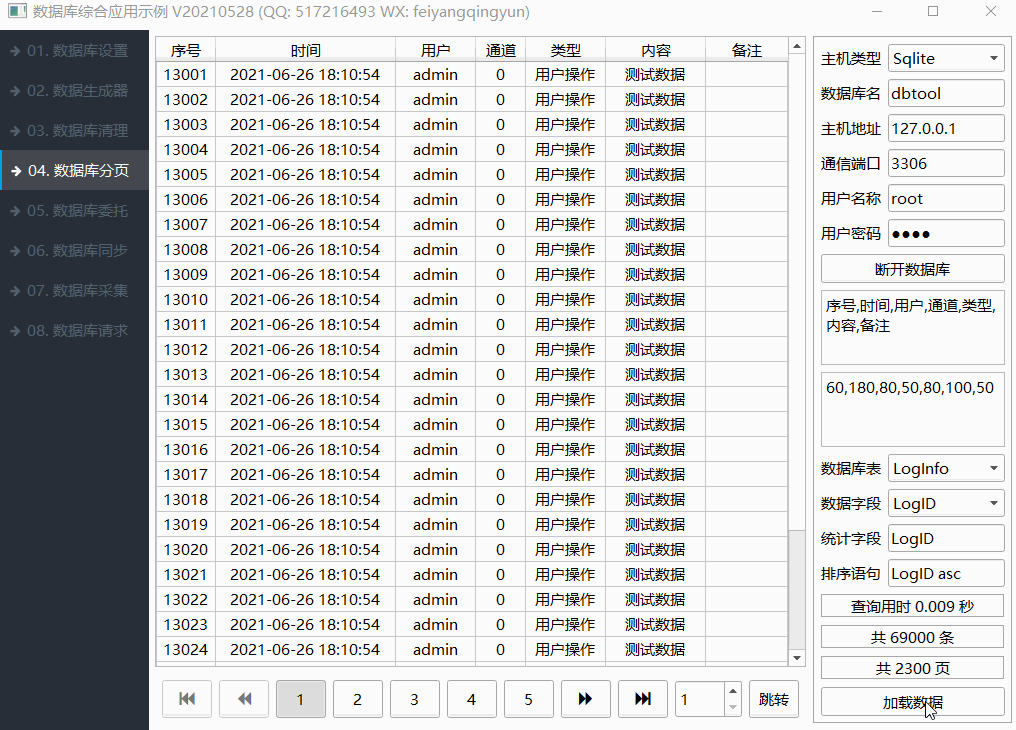 数据库综合应用示例 V20210528 (QQ: 517216493 WX: feiyangqingyun)
01. 数据库设置
02. 数据生成器
03. 数据库清理
04. 数据库分页
05. 数据库委托
06. 数据库同步
07. 数据库采集
08. 数据库请求
序号 时间 用户 通道 类型 内容 备注
13001 2021-06-26 18:10:54 admin 0 用户操作 测试数据
13002 2021-06-26 18:10:54 admin 0 用户操作 测试数据
13003 2021-06-26 18:10:54 admin 0 用户操作 测试数据
13004 2021-06-26 18:10:54 admin 0 用户操作 测试数据
13005 2021-06-26 18:10:54 admin 0 用户操作 测试数据
13006 2021-06-26 18:10:54 admin 0 用户操作 测试数据
13007 2021-06-26 18:10:54 admin 0 用户操作 测试数据
13008 2021-06-26 18:10:54 admin 0 用户操作 测试数据
13009 2021-06-26 18:10:54 admin 0 用户操作 测试数据
13010 2021-06-26 18:10:54 admin 0 用户操作 测试数据
13011 2021-06-26 18:10:54 admin 0 用户操作 测试数据
13012 2021-06-26 18:10:54 admin 0 用户操作 测试数据
13013 2021-06-26 18:10:54 admin 0 用户操作 测试数据
13014 2021-06-26 18:10:54 admin 0 用户操作 测试数据
13015 2021-06-26 18:10:54 admin 0 用户操作 测试数据
13016 2021-06-26 18:10:54 admin 0 用户操作 测试数据
13017 2021-06-26 18:10:54 admin 0 用户操作 测试数据
13018 2021-06-26 18:10:54 admin 0 用户操作 测试数据
13019 2021-06-26 18:10:54 admin 0 用户操作 测试数据
13020 2021-06-26 18:10:54 admin 0 用户操作 测试数据
13021 2021-06-26 18:10:54 admin 0 用户操作 测试数据
13022 2021-06-26 18:10:54 admin 0 用户操作 测试数据
13023 2021-06-26 18:10:54 admin 0 用户操作 测试数据
13024 2021-06-26 18:10:54 admin 0 用户操作 测试数据
1 2 3 4 5 1 跳转
主机类型 Sqlite
数据库名 dbtool
主机地址 127.0.0.1
通信端口 3306
用户名称 root
用户密码 ●●●●
断开数据库
序号,时间,用户,通道,类型,
内容,备注
60,180,80,50,80,100,50
数据库表 LogInfo
数据字段 LogID
统计字段 LogID
排序语句 LogID asc
查询用时 0.009 秒
共 69000 条
共 2300 页
加载数据